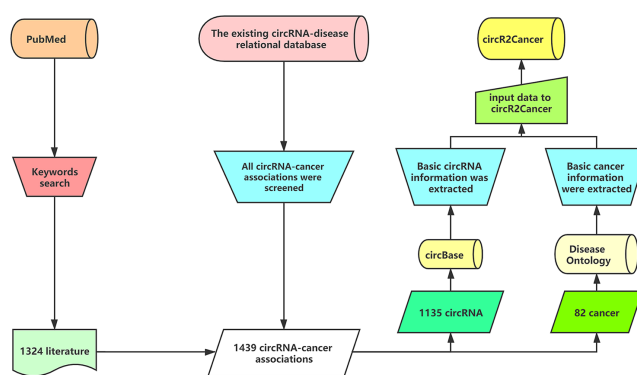 PubMed
Keywords
search
1324 literature
The existing circRNA-disease
relational database
All circRNA-cancer
associations were
screened
1439 circRNA-cancer
associations
circR2Cancer
input data to
circR2Cancer
Basic circRNA
information was
extracted
circBase
1135 circRNA
Basic cancer
information
were extracted
Disease
Ontology
82 cancer